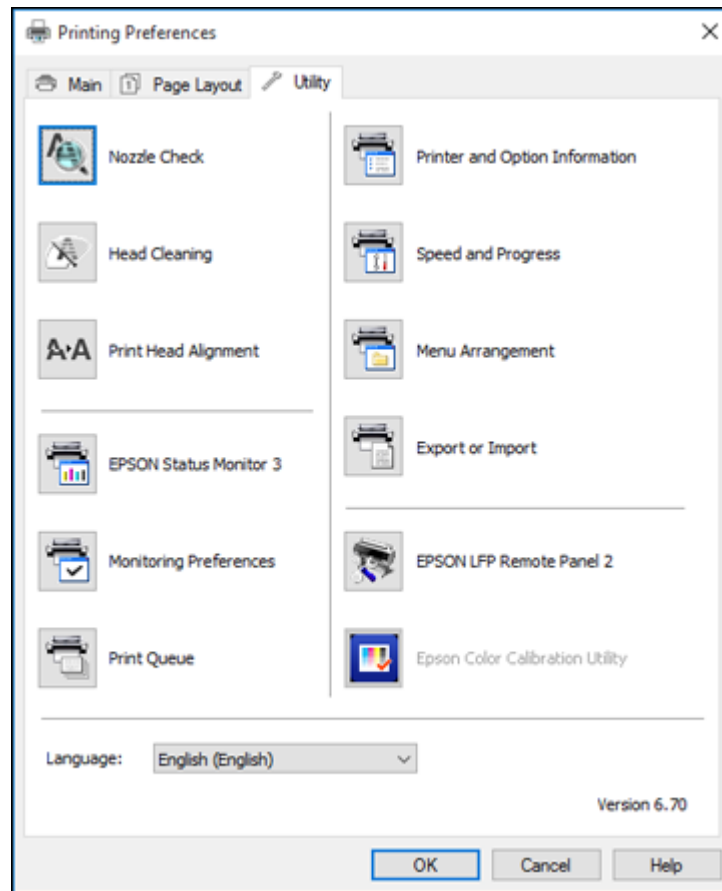 Printing Preferences
Main
Page Layout
Utility
Nozzle Check
Head Cleaning
Print Head Alignment
EPSON Status Monitor 3
Monitoring Preferences
Print Queue
Printer and Option Information
Speed and Progress
Menu Arrangement
Export or Import
EPSON LFP Remote Panel 2
Epson Color Calibration Utility
Language: English (English)
Version 6.70
OK Cancel Help